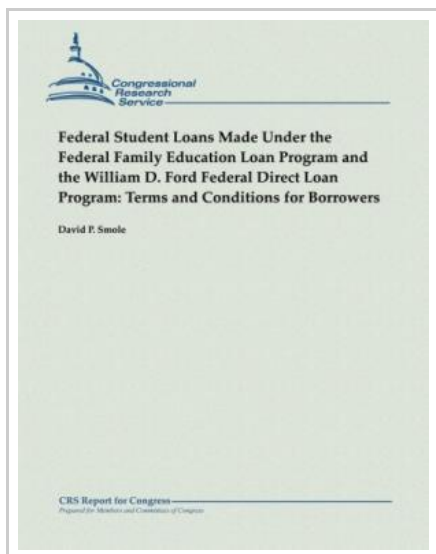 Congressional
Research
Service
Federal Student Loans Made Under the
Federal Family Education Loan Program and
the William D. Ford Federal Direct Loan
Program: Terms and Conditions for Borrowers
David P. Smole
CRS Report for Congress
Prepared for Members and Committees of Congress